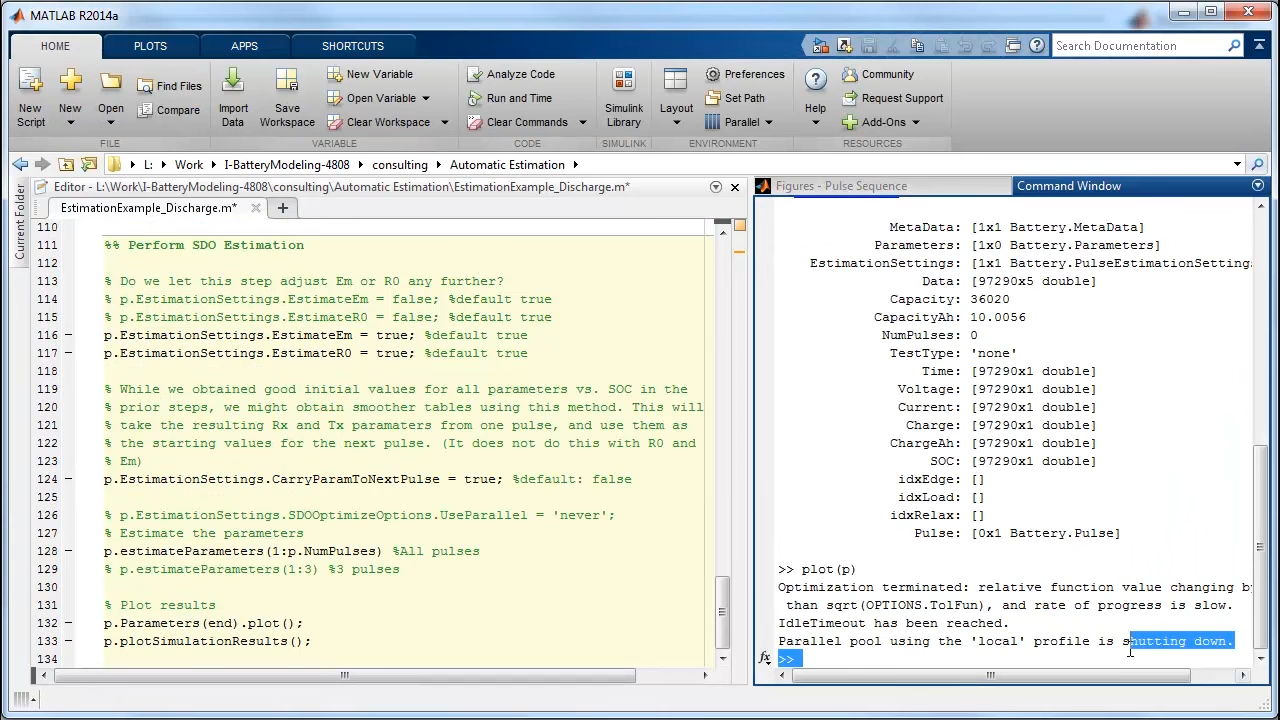 MATLAB R2014a
HOME PLOTS APPS SHORTCUTS
Search Documentation
New Script
New
Open
Find Files
Compare
Import Data
Save Workspace
New Variable
Open Variable
Clear Workspace
Analyze Code
Run and Time
Clear Commands
Simulink Library
Layout
Preferences
Set Path
Parallel
Help
Community
Request Support
Add-Ons
FILE VARIABLE CODE SIMULINK ENVIRONMENT RESOURCES
L: Work I-BatteryModeling-4808 consulting Automatic Estimation
Current Folder
Editor - L:\Work\I-BatteryModeling-4808\consulting\Automatic Estimation\EstimationExample_Discharge.m*
EstimationExample_Discharge.m*
110
111 %% Perform SDO Estimation
112
113 % Do we let this step adjust Em or R0 any further?
114 % p.EstimationSettings.EstimateEm = false; %default true
115 % p.EstimationSettings.EstimateR0 = false; %default true
116 – p.EstimationSettings.EstimateEm = true; %default true
117 – p.EstimationSettings.EstimateR0 = true; %default true
118
119 % While we obtained good initial values for all parameters vs. SOC in the
120 % prior steps, we might obtain smoother tables using this method. This will
121 % take the resulting Rx and Tx paramaters from one pulse, and use them as
122 % the starting values for the next pulse. (It does not do this with R0 and
123 % Em)
124 – p.EstimationSettings.CarryParamToNextPulse = true; %default: false
125
126 % p.EstimationSettings.SDOOptimizeOptions.UseParallel = 'never';
127 % Estimate the parameters
128 – p.estimateParameters(1:p.NumPulses) %All pulses
129 % p.estimateParameters(1:3) %3 pulses
130
131 % Plot results
132 – p.Parameters(end).plot();
133 – p.plotSimulationResults();
134
Figures - Pulse Sequence
Command Window
MetaData: [1x1 Battery.MetaData]
Parameters: [1x0 Battery.Parameters]
EstimationSettings: [1x1 Battery.PulseEstimationSettings
Data: [97290x5 double]
Capacity: 36020
CapacityAh: 10.0056
NumPulses: 0
TestType: 'none'
Time: [97290x1 double]
Voltage: [97290x1 double]
Current: [97290x1 double]
Charge: [97290x1 double]
ChargeAh: [97290x1 double]
SOC: [97290x1 double]
idxEdge: []
idxLoad: []
idxRelax: []
Pulse: [0x1 Battery.Pulse]
>> plot(p)
Optimization terminated: relative function value changing by
than sqrt(OPTIONS.TolFun), and rate of progress is slow.
IdleTimeout has been reached.
Parallel pool using the 'local' profile is shutting down.
fx >>